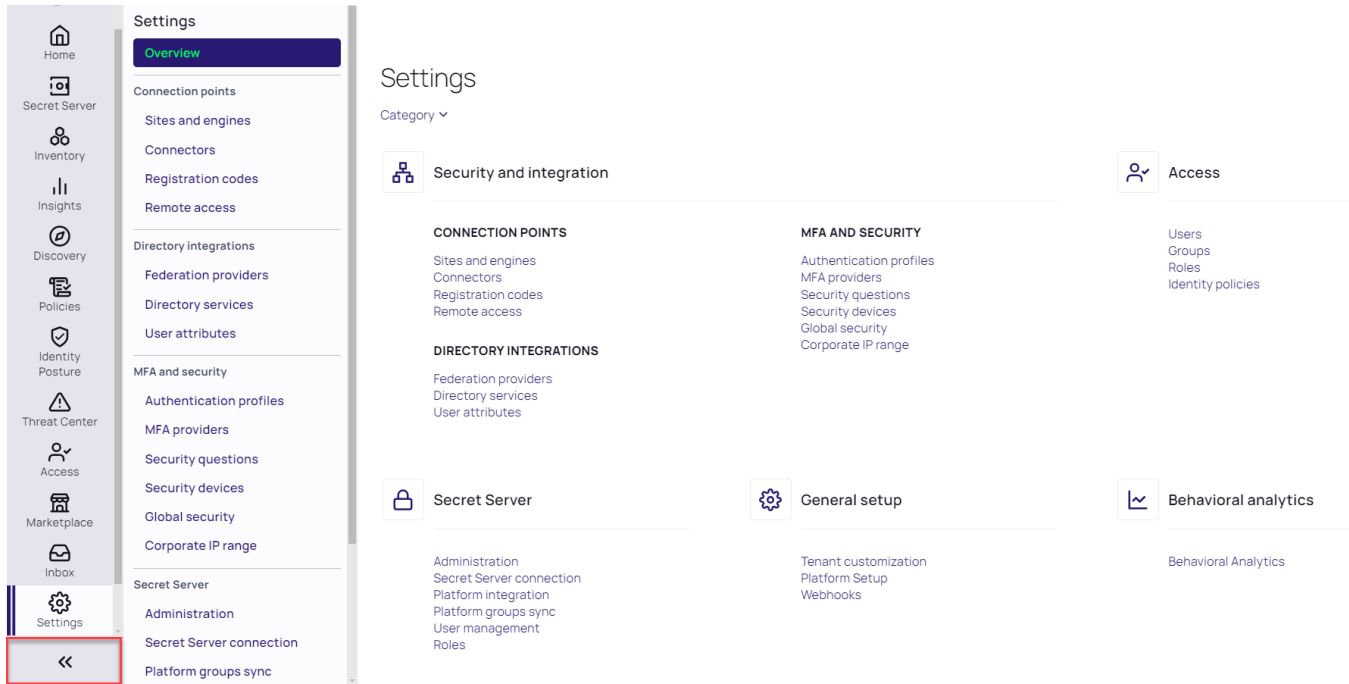 Home
Secret Server
Inventory
Insights
Discovery
Policies
Identity
Posture
Threat Center
Access
Marketplace
Inbox
Settings
Settings
Overview
Connection points
Sites and engines
Connectors
Registration codes
Remote access
Directory integrations
Federation providers
Directory services
User attributes
MFA and security
Authentication profiles
MFA providers
Security questions
Security devices
Global security
Corporate IP range
Secret Server
Administration
Secret Server connection
Platform groups sync
Settings
Category
Security and integration
CONNECTION POINTS
Sites and engines
Connectors
Registration codes
Remote access
DIRECTORY INTEGRATIONS
Federation providers
Directory services
User attributes
MFA AND SECURITY
Authentication profiles
MFA providers
Security questions
Security devices
Global security
Corporate IP range
Access
Users
Groups
Roles
Identity policies
Secret Server
Administration
Secret Server connection
Platform integration
Platform groups sync
User management
Roles
General setup
Tenant customization
Platform Setup
Webhooks
Behavioral analytics
Behavioral Analytics